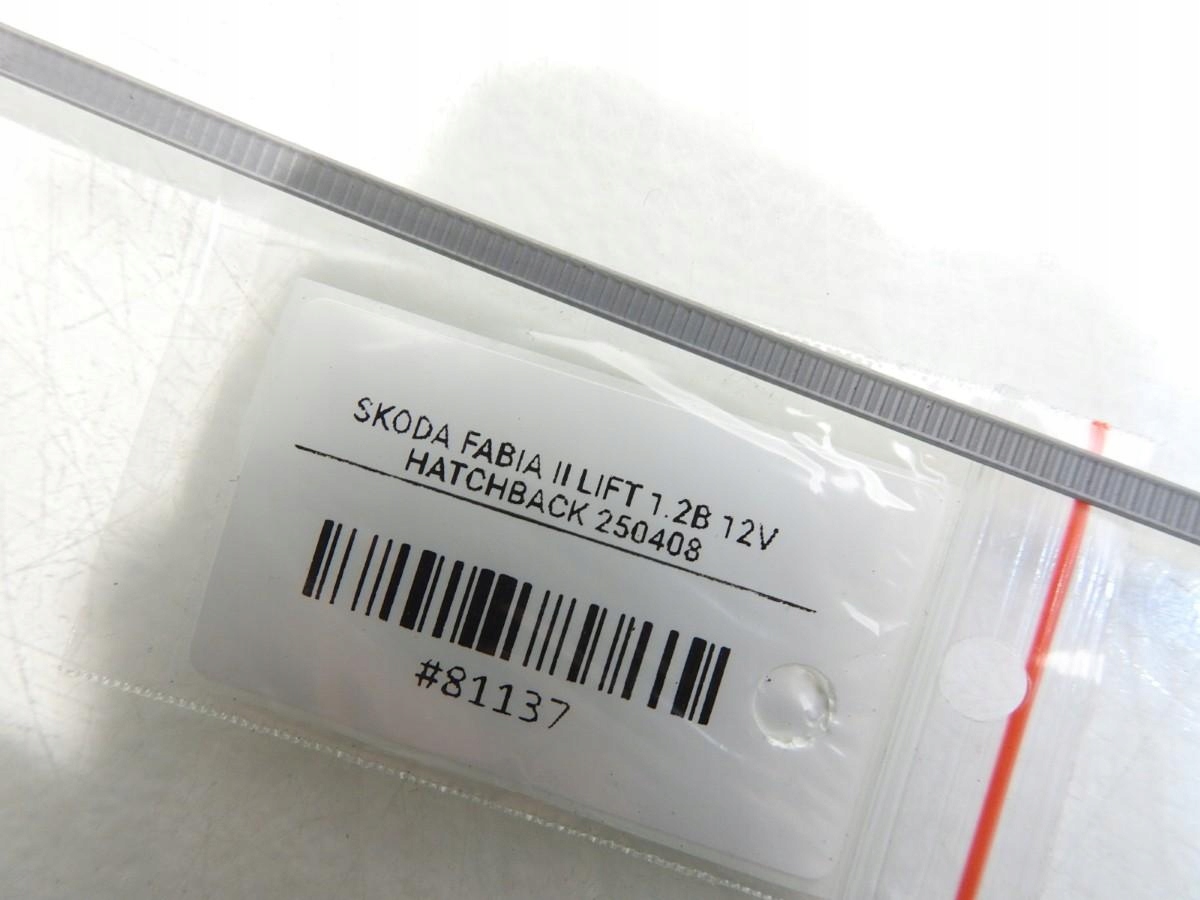 SKODA FABIA II LIFT 1.2B 12V
HATCHBACK 250408
#81137